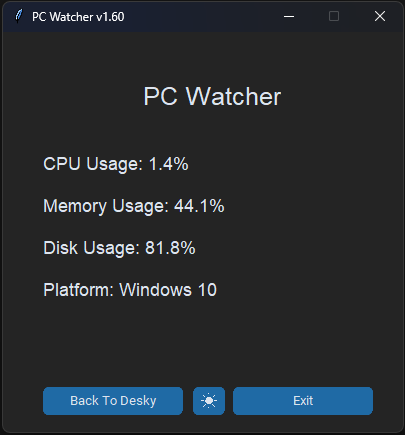 PC Watcher v1.60
PC Watcher
CPU Usage: 1.4%
Memory Usage: 44.1%
Disk Usage: 81.8%
Platform: Windows 10
Back To Desky
Exit